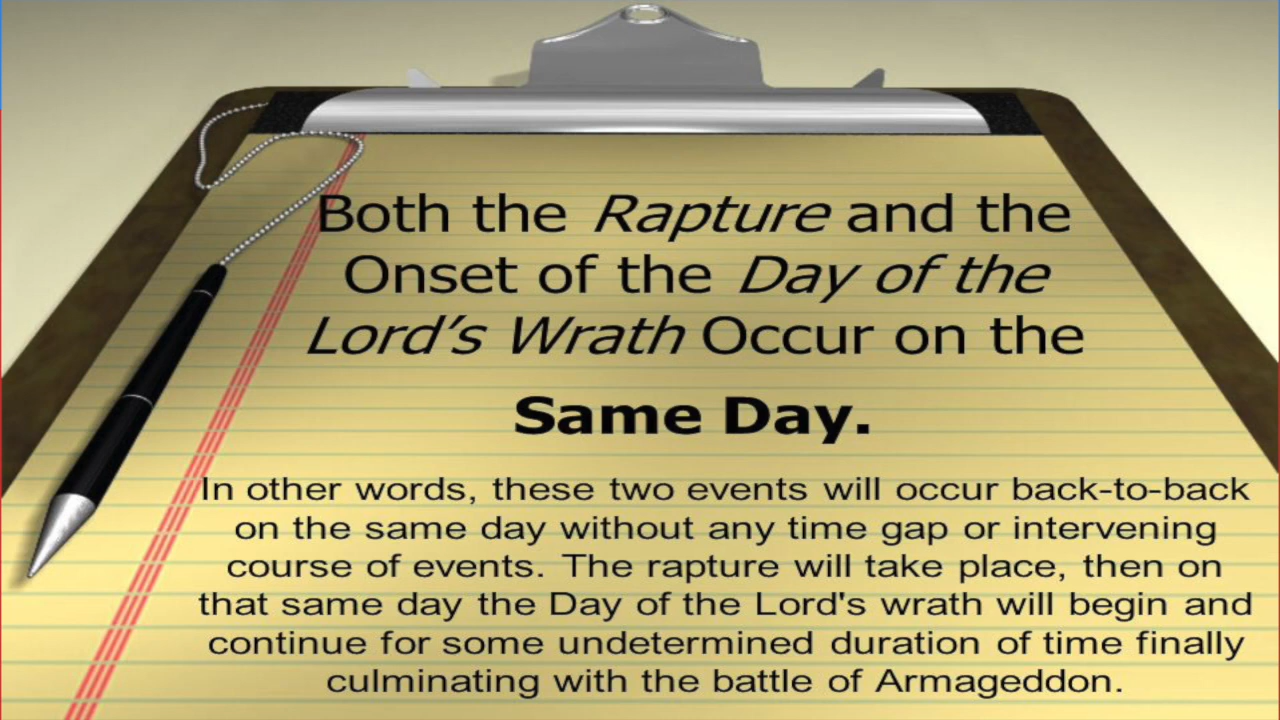 Both the Rapture and the
Onset of the Day of the
Lord's Wrath Occur on the
Same Day.
In other words, these two events will occur back-to-back
on the same day without any time gap or intervening
course of events. The rapture will take place, then on
that same day the Day of the Lord's wrath will begin and
continue for some undetermined duration of time finally
culminating with the battle of Armageddon.